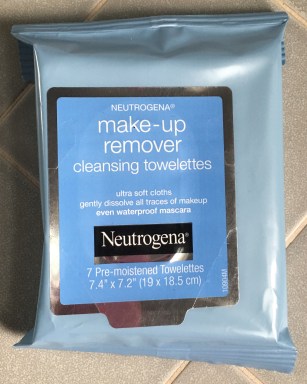 NEUTROGENA®
make-up
remover
cleansing towelettes
ultra soft cloths
gently dissolve all traces of makeup
even waterproof mascara
Neutrogena®
7 Pre-moistened Towelettes
7.4" x 7.2" (19 x 18.5 cm)